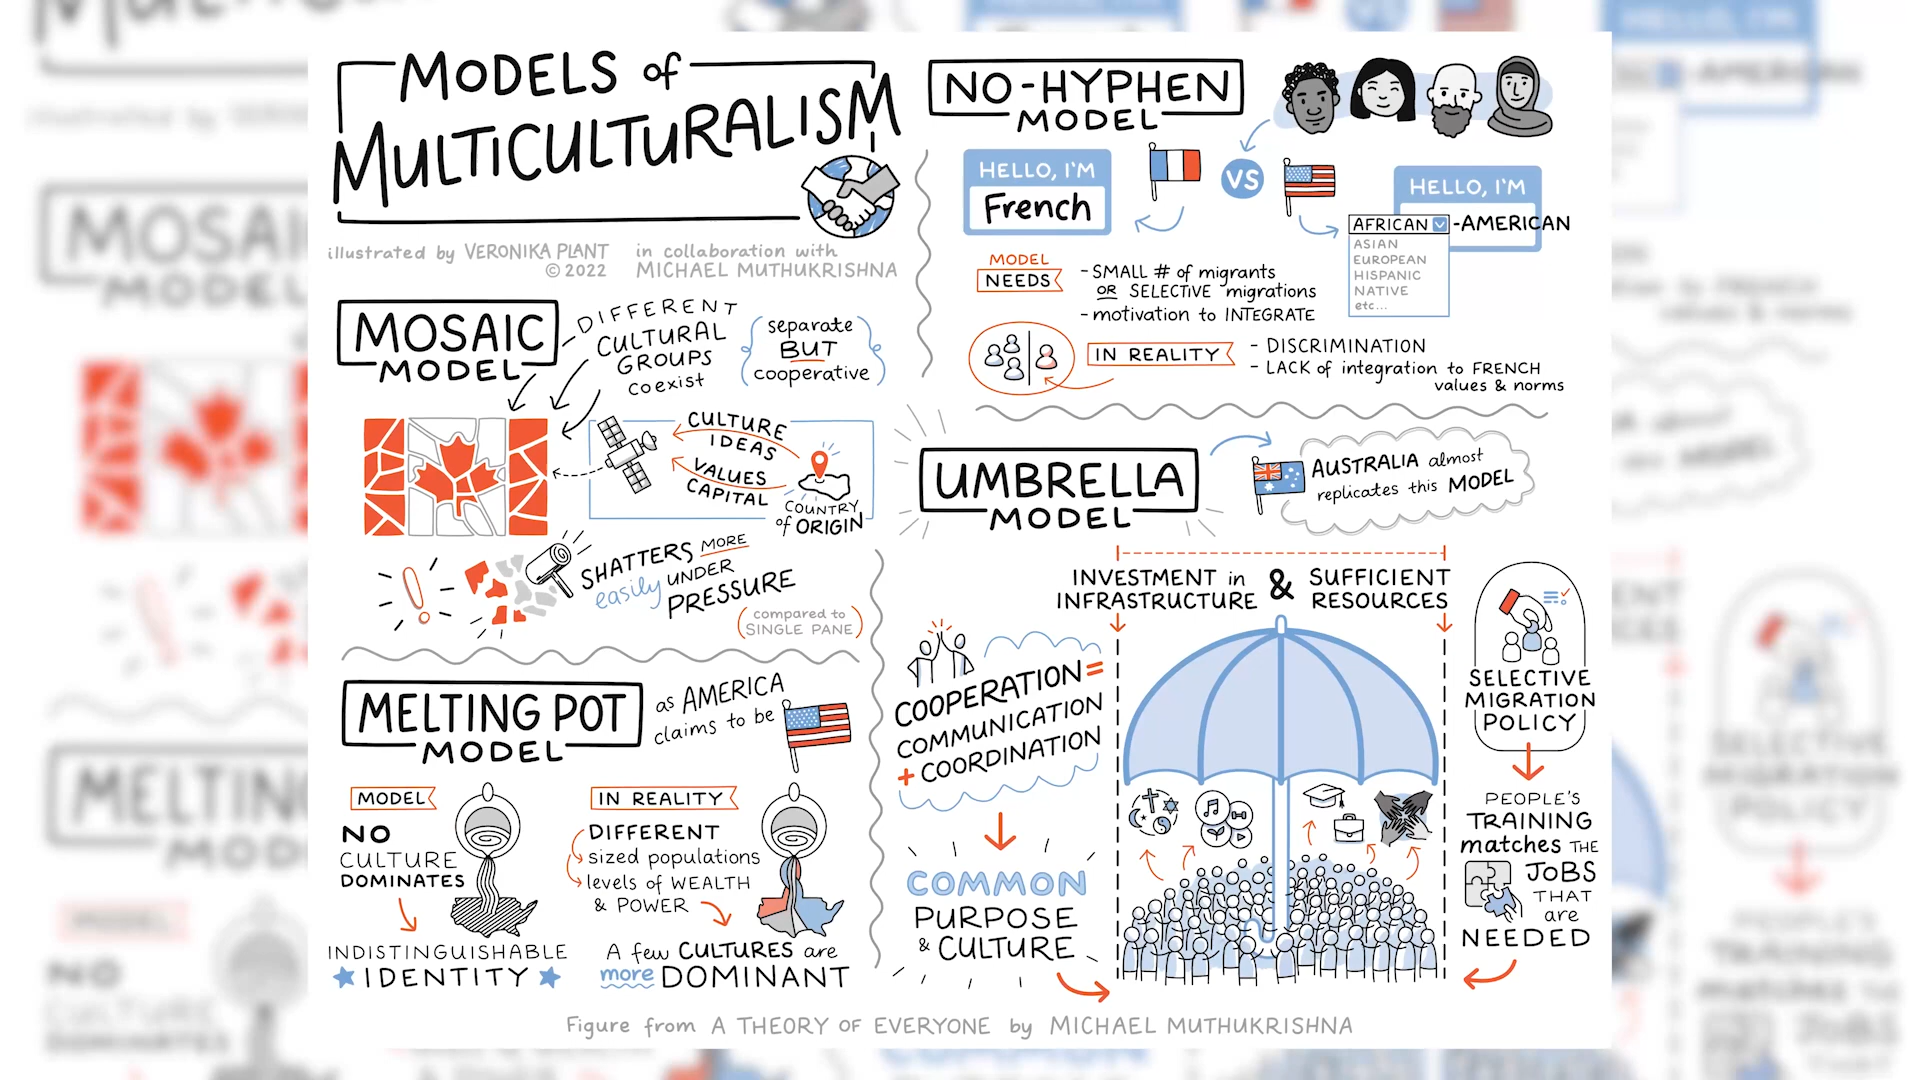 MODELS of
MULTICULTURALISM
illustrated by VERONIKA PLANT
© 2022
in collaboration with
MICHAEL MUTHUKRISHNA
MOSAIC
MODEL
- DIFFERENT
CULTURAL
GROUPS
coexist
separate
BUT
cooperative
CULTURE
IDEAS
VALUES
CAPITAL
COUNTRY
of ORIGIN
SHATTERS MORE
easily UNDER
PRESSURE
(compared to
SINGLE PANE)
MELTING POT
MODEL
as AMERICA
claims to be
MODEL
NO
CULTURE
DOMINATES
INDISTINGUISHABLE
IDENTITY
IN REALITY
DIFFERENT
sized populations
levels of WEALTH
& POWER
A few CULTURES are
more DOMINANT
NO-HYPHEN
MODEL
HELLO, I'M
French
VS
HELLO, I'M
AFRICAN -AMERICAN
ASIAN
EUROPEAN
HISPANIC
NATIVE
etc...
MODEL
NEEDS
- SMALL # of migrants
OR SELECTIVE migrations
- motivation to INTEGRATE
IN REALITY
- DISCRIMINATION
- LACK of integration to FRENCH
values & norms
UMBRELLA
MODEL
AUSTRALIA almost
replicates this MODEL
INVESTMENT in
INFRASTRUCTURE
&
SUFFICIENT
RESOURCES
COOPERATION =
COMMUNICATION
+ COORDINATION
COMMON
PURPOSE
& CULTURE
SELECTIVE
MIGRATION
POLICY
PEOPLE'S
TRAINING
matches THE
JOBS
THAT
are
NEEDED
Figure from A THEORY OF EVERYONE by MICHAEL MUTHUKRISHNA